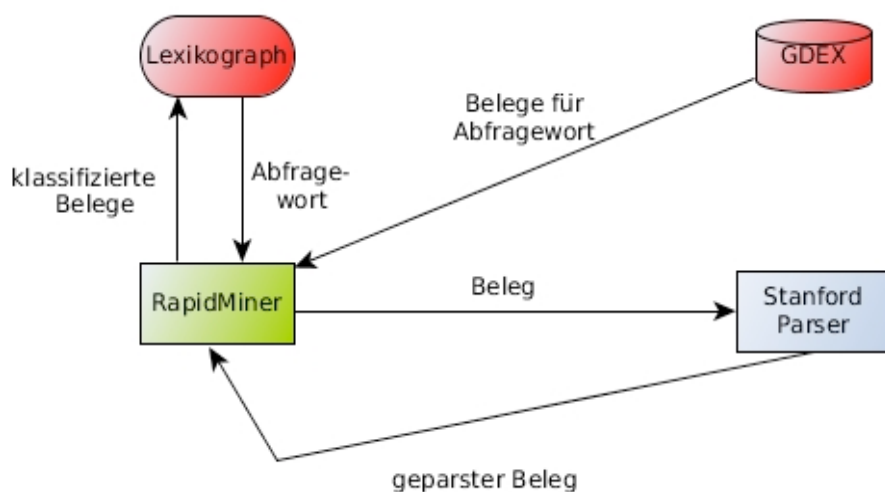 Lexikograph
GDEX
Belege für
Abfragewort
klassifizierte
Belege
Abfrage-
wort
RapidMiner
Beleg
Stanford
Parser
geparster Beleg